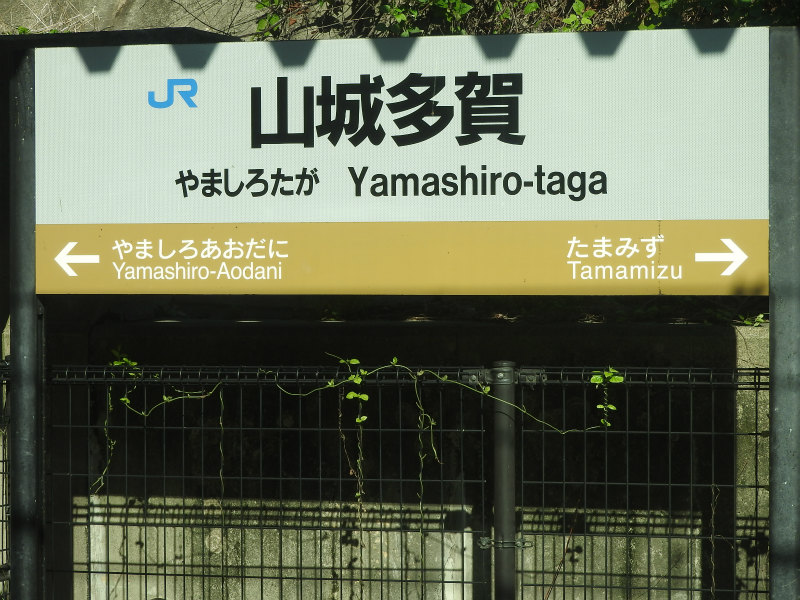 JR 山城多賀
やましろたが Yamashiro-taga
やましろあおだに たまみず
Yamashiro-Aodani Tamamizu